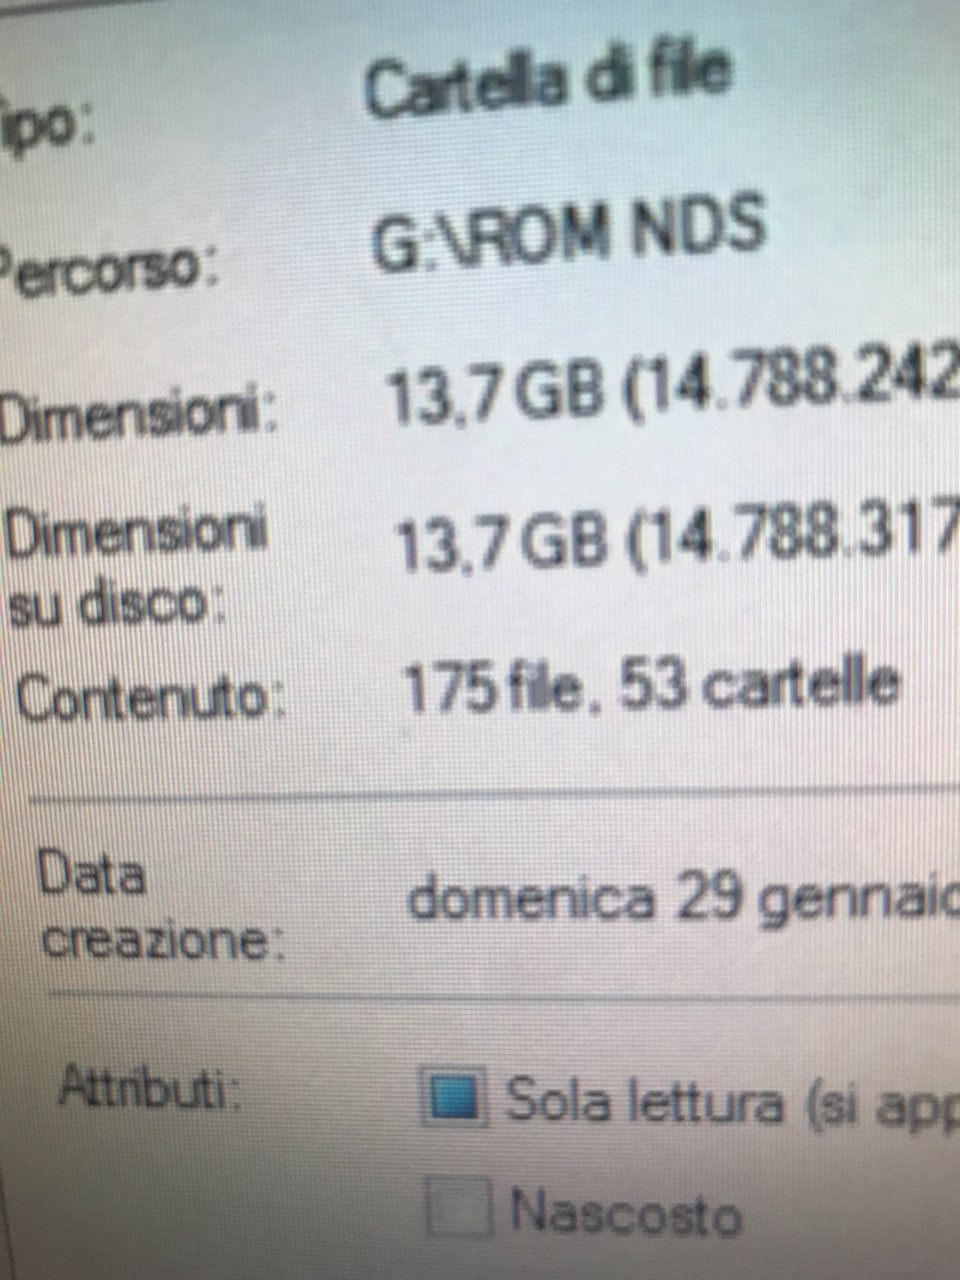 ipo: Cartella di file
Percorso: G:\ROM NDS
Dimensioni: 13,7 GB (14.788.242
Dimensioni
su disco: 13,7 GB (14.788.317
Contenuto: 175 file, 53 cartelle
Data
creazione: domenica 29 gennaio
Attributi: Sola lettura (si app
Nascosto